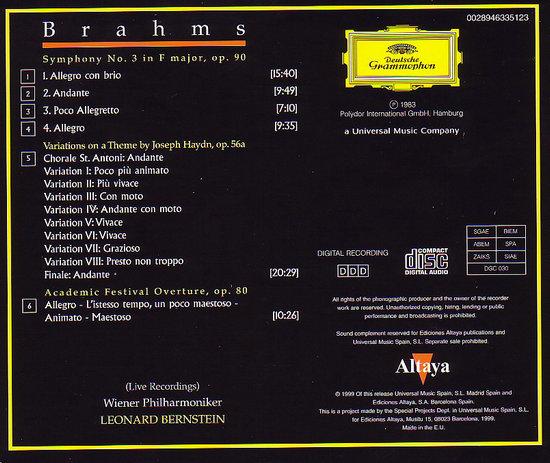 Brahms
0028946335123
Symphony No. 3 in F major, op. 90
1 1. Allegro con brio [15:40]
2 2. Andante [9:49]
3 3. Poco Allegretto [7:10]
4 4. Allegro [9:35]
Variations on a Theme by Joseph Haydn, op. 56a
5 Chorale St. Antoni: Andante
Variation I: Poco più animato
Variation II: Più vivace
Variation III: Con moto
Variation IV: Andante con moto
Variation V: Vivace
Variation VI: Vivace
Variation VII: Grazioso
Variation VIII: Presto non troppo
Finale: Andante [20:29]
Academic Festival Overture, op. 80
6 Allegro - L'istesso tempo, un poco maestoso -
Animato - Maestoso [10:26]
(Live Recordings)
Wiener Philharmoniker
LEONARD BERNSTEIN
Deutsche
Grammophon
℗ 1983
Polydor International GmbH, Hamburg
a Universal Music Company
DIGITAL RECORDING
DDD
COMPACT
disc
DIGITAL AUDIO
SGAE BIEM
ABIEM SPA
ZAIKS SIAE
DGC 030
All rights of the phonographic producer and the owner of the recorder
work are reserved. Unauthorized copying, hiring, lending or public
performance and broadcasting is prohibited.
Sound complement reserved for Ediciones Altaya publications and
Universal Music Spain, S.L. Separate sale prohibited.
Altaya
© 1999 Of this release Universal Music Spain, S.L. Madrid Spain and
Ediciones Altaya, S.A. Barcelona Spain.
This is a project made by the Special Projects Dept. in Universal Music Spain, S.L.
for Ediciones Altaya, Musitu 15, 08023 Barcelona, 1999.
Made in the E.U.